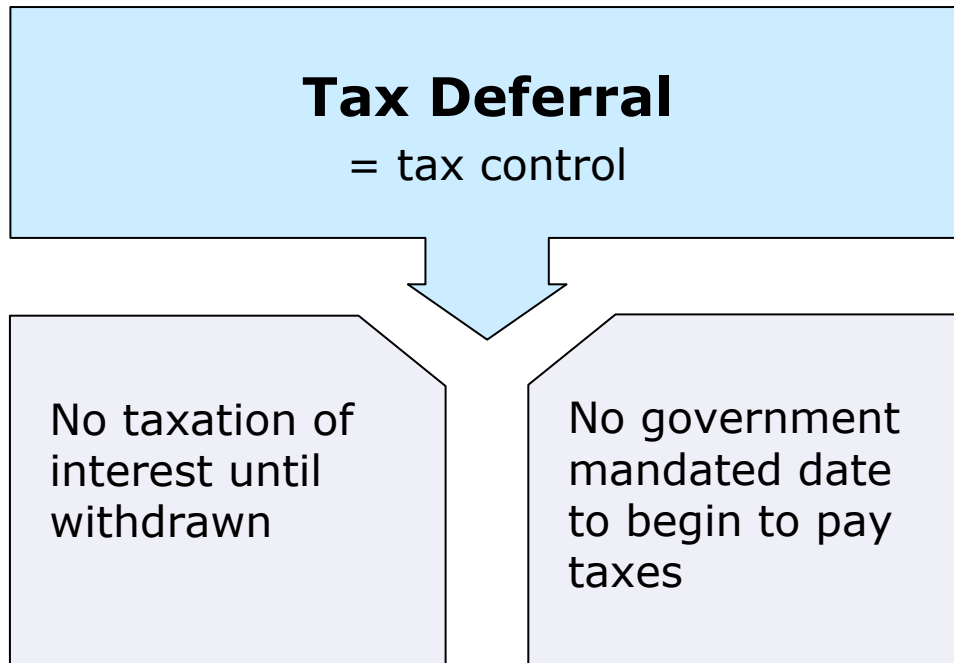 Tax Deferral
= tax control
No taxation of
interest until
withdrawn
No government
mandated date
to begin to pay
taxes